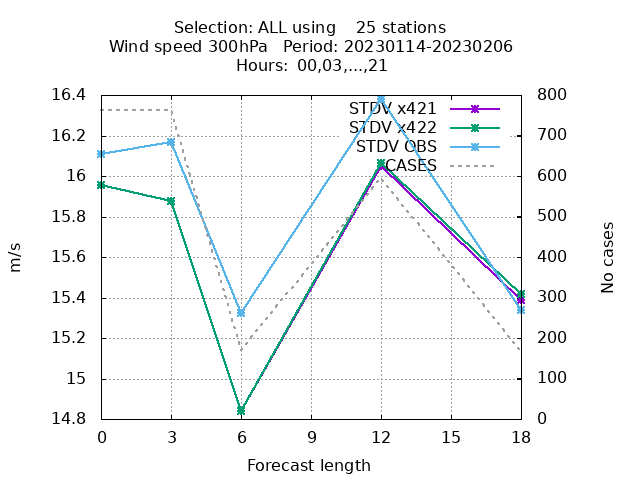 Selection: ALL using    25 stations
Wind speed 300hPa   Period: 20230114-20230206
Hours: 00,03,...,21
STDV x421
STDV x422
STDV OBS
CASES
16.4
16.2
16
15.8
15.6
15.4
15.2
15
14.8
m/s
800
700
600
500
400
300
200
100
0
No cases
0 3 6 9 12 15 18
Forecast length